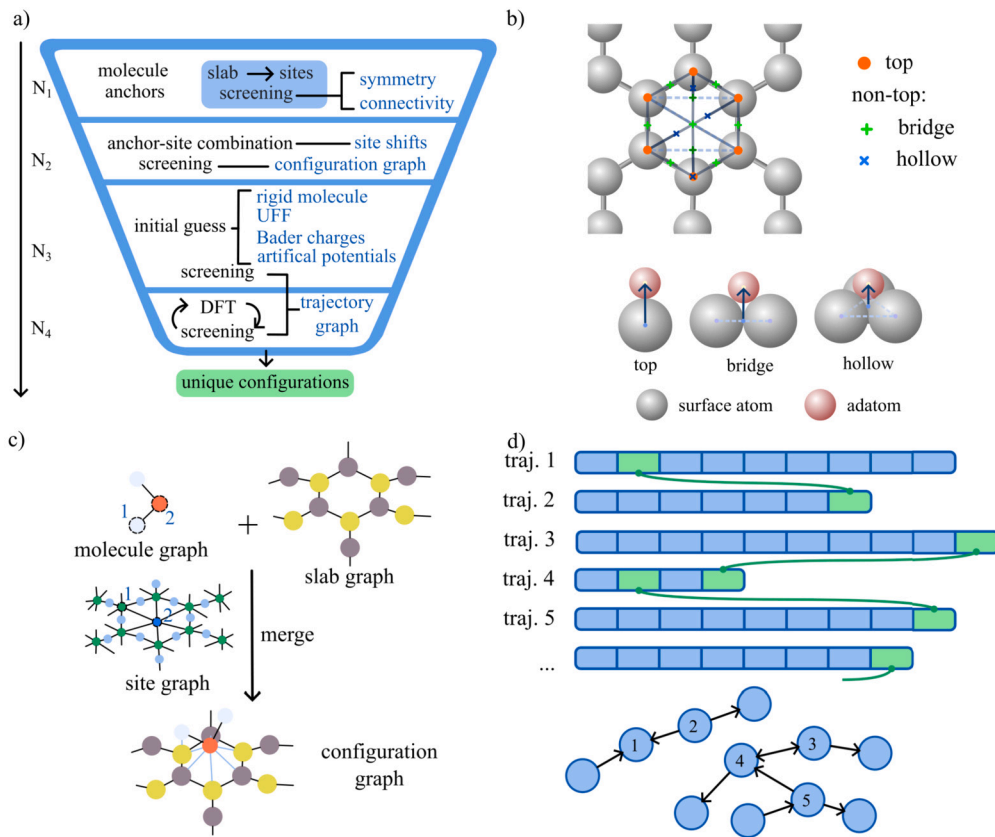 a)
N₁
molecule
anchors
slab → sites
screening
symmetry
connectivity
N₂
anchor-site combination
site shifts
screening
configuration graph
N₃
initial guess
rigid molecule
UFF
Bader charges
artifical potentials
screening
N₄
DFT
screening
trajectory
graph
unique configurations
b)
top
non-top:
bridge
hollow
top
bridge
hollow
surface atom
adatom
c)
1
2
molecule graph
+
slab graph
1
2
site graph
merge
configuration
graph
d)
traj. 1
traj. 2
traj. 3
traj. 4
traj. 5
...
1
2
3
4
5